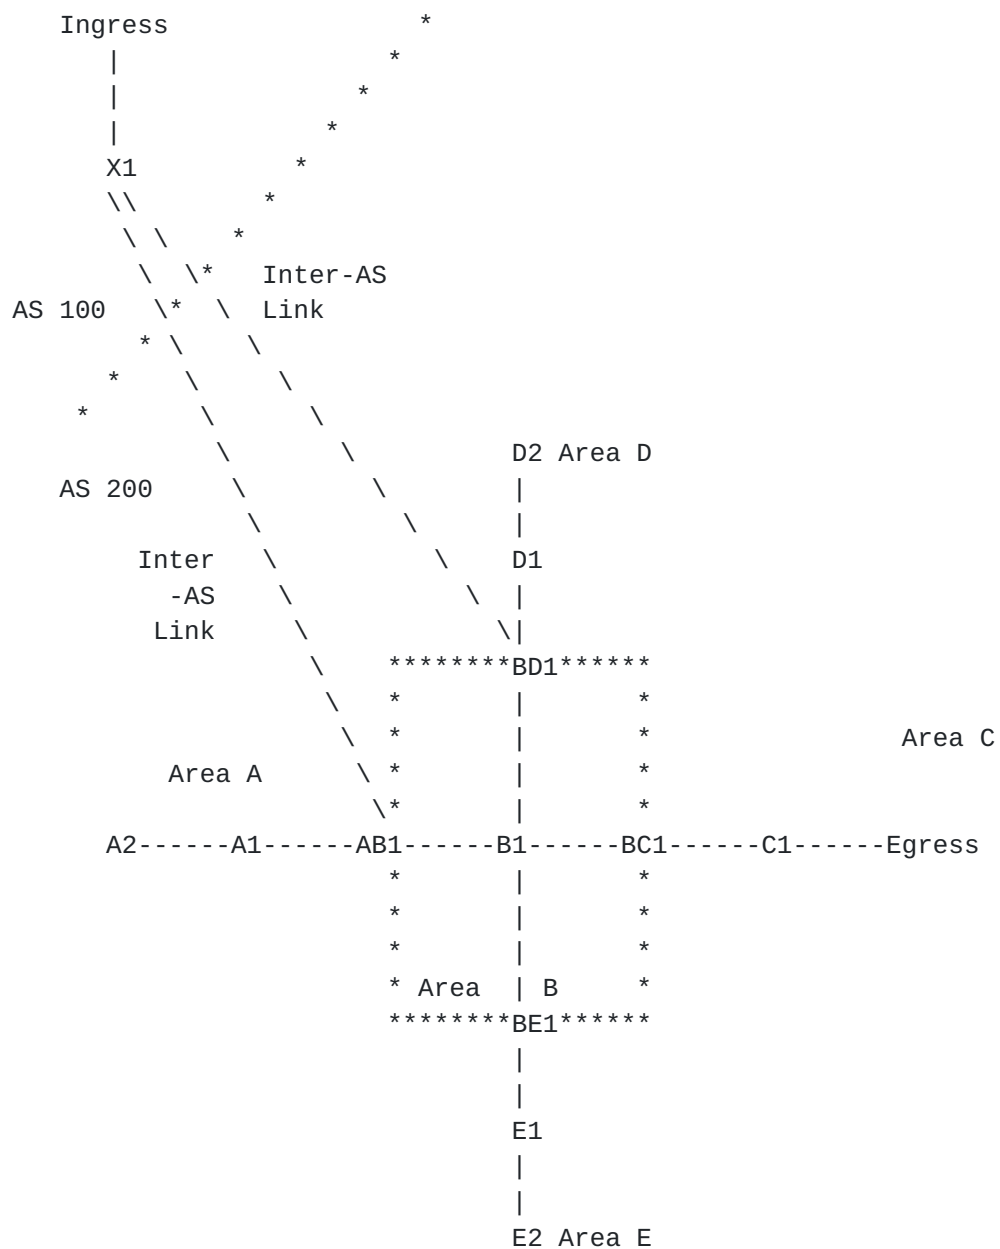 Ingress *
| *
| *
| *
X1 *
\\ *
\ \ *
\ \* Inter-AS
AS 100 \* \ Link
* \ \
* \ \
* \ \
\ \ D2 Area D
AS 200 \ \ |
\ \ |
Inter \ \ D1
-AS \ \ |
Link \ \|
\ ********BD1******
\ * | *
\ * | * Area C
Area A \ * | *
\* | *
A2------A1------AB1------B1------BC1------C1------Egress
* | *
* | *
* | *
* Area | B *
********BE1******
|
|
E1
|
|
E2 Area E